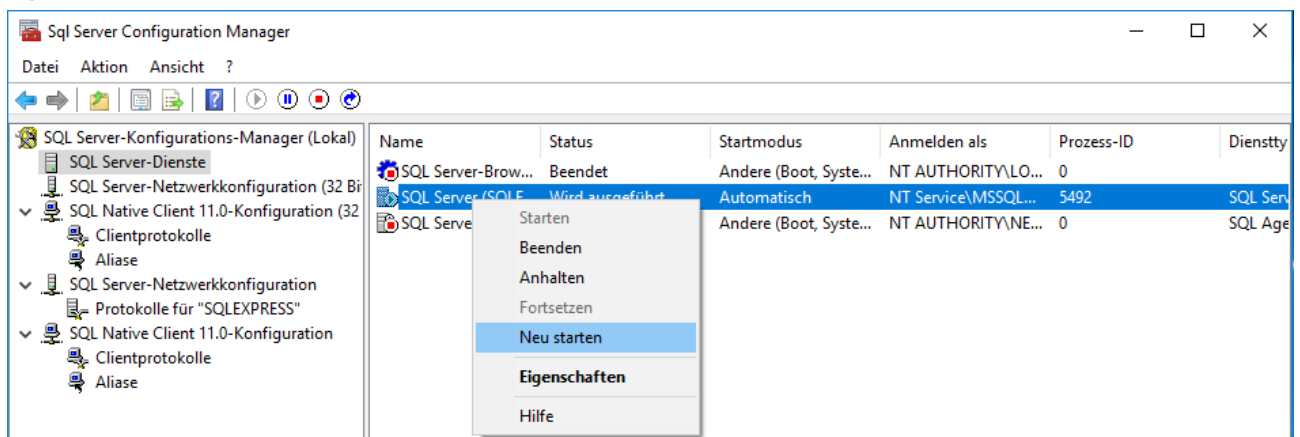 Sql Server Configuration Manager
Datei Aktion Ansicht ?
SQL Server-Konfigurations-Manager (Lokal)
SQL Server-Dienste
SQL Server-Netzwerkkonfiguration (32 Bi
SQL Native Client 11.0-Konfiguration (32
Clientprotokolle
Aliase
SQL Server-Netzwerkkonfiguration
Protokolle für "SQLEXPRESS"
SQL Native Client 11.0-Konfiguration
Clientprotokolle
Aliase
Name Status Startmodus Anmelden als Prozess-ID Dienstty
SQL Server-Brow... Beendet Andere (Boot, Syste... NT AUTHORITY\LO... 0
SQL Server (SQLE Wird ausgeführt Automatisch NT Service\MSSQL... 5492 SQL Serv
SQL Serve Andere (Boot, Syste... NT AUTHORITY\NE... 0 SQL Age
Starten
Beenden
Anhalten
Fortsetzen
Neu starten
Eigenschaften
Hilfe